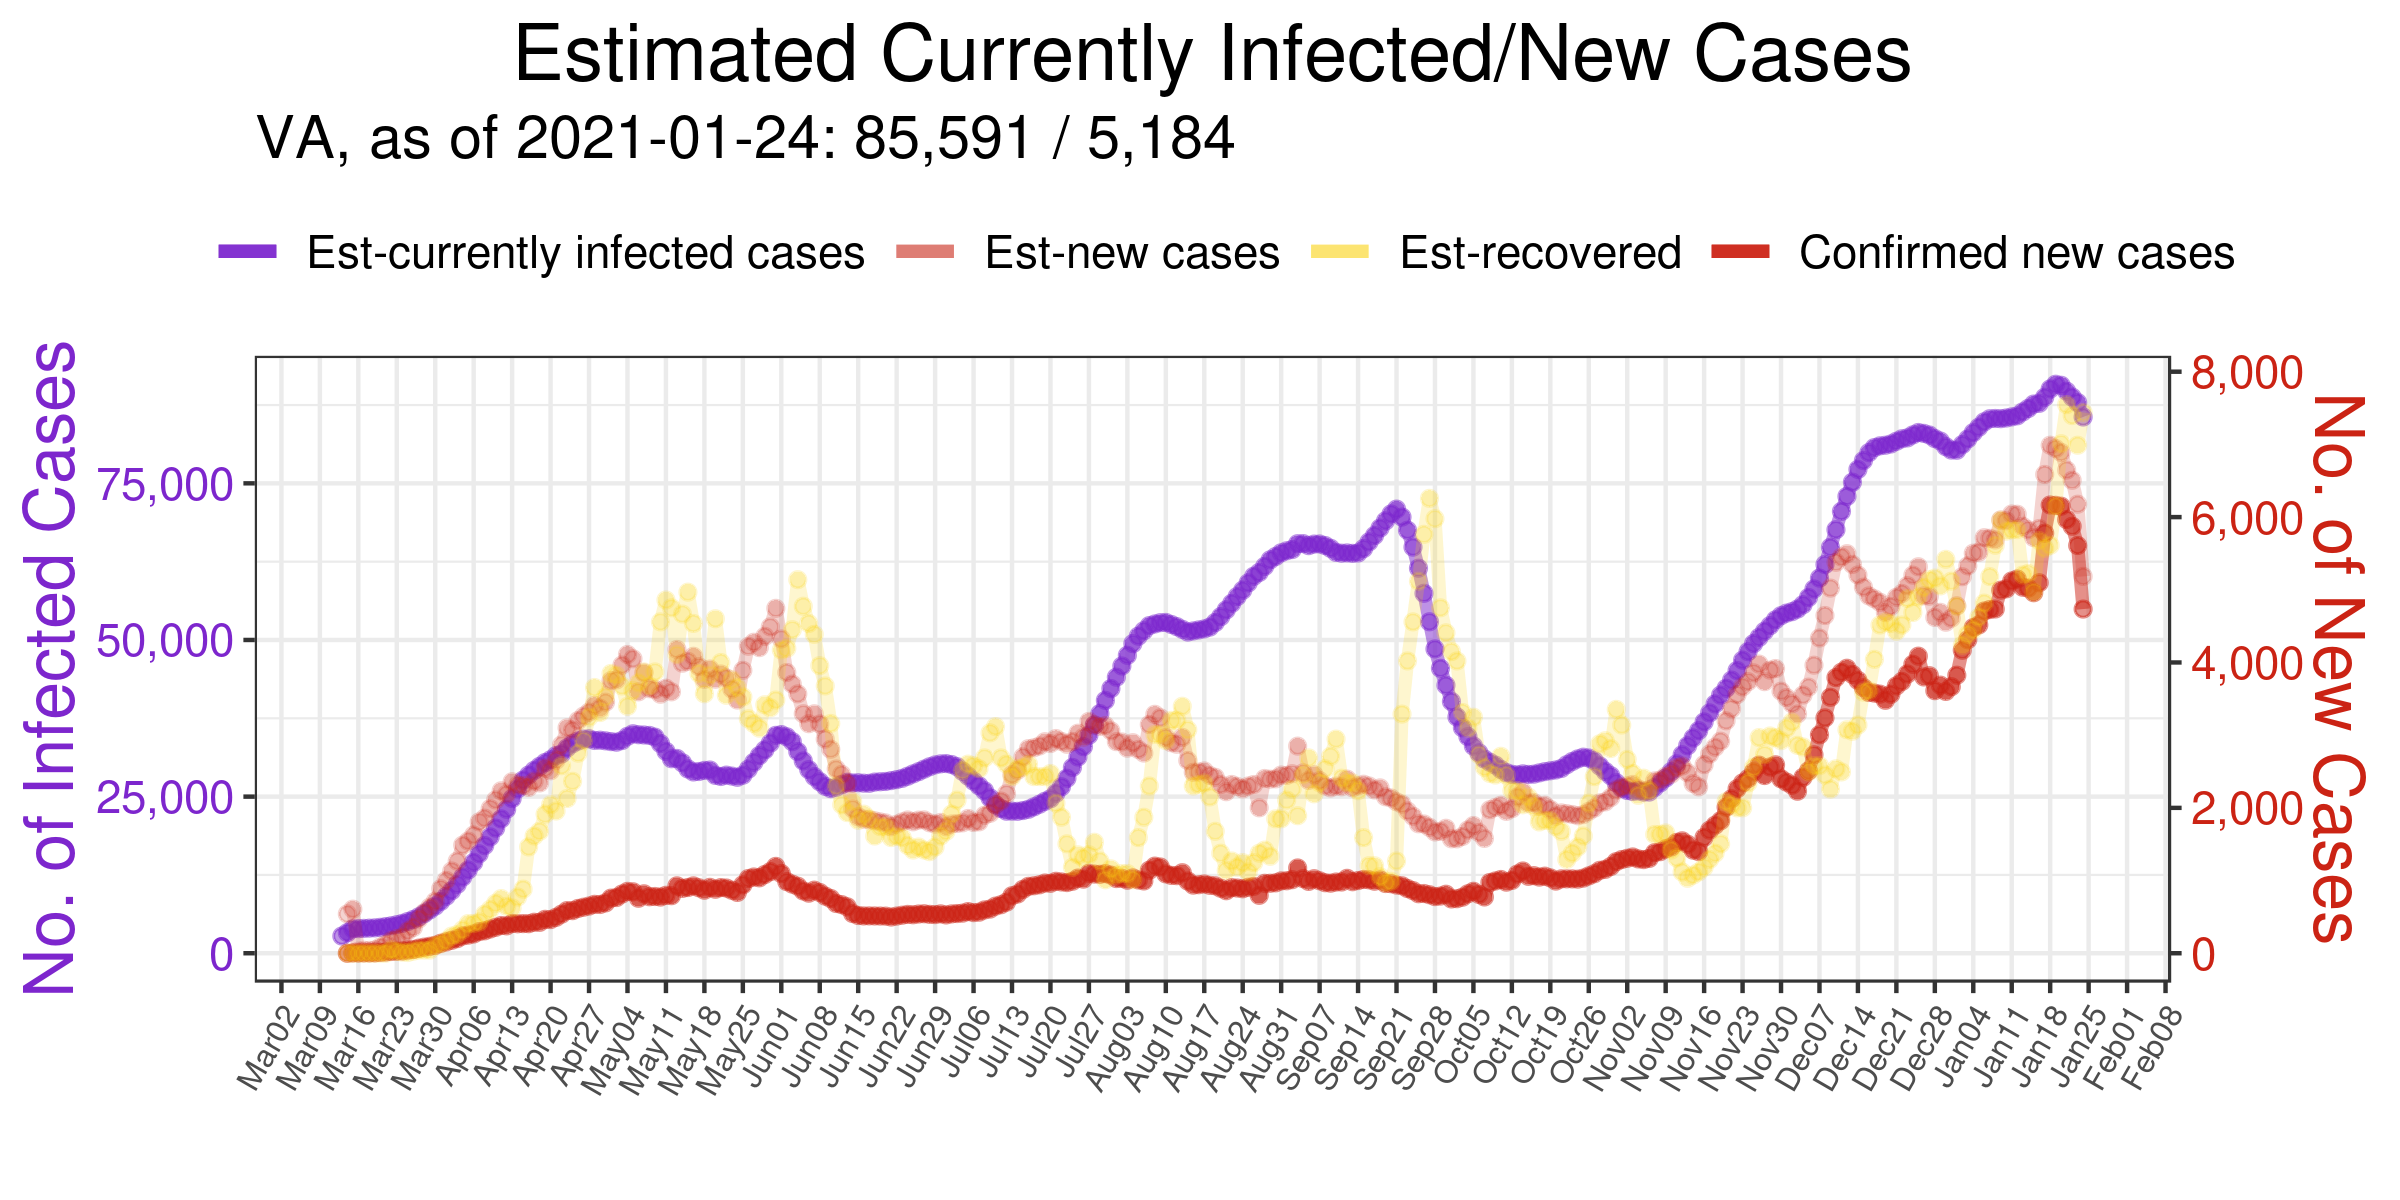 Estimated Currently Infected/New Cases
VA, as of 2021-01-24: 85,591 / 5,184
Est-currently infected cases
Est-new cases
Est-recovered
Confirmed new cases
No. of Infected Cases
75,000
50,000
25,000
0
8,000
6,000
4,000
2,000
0
No. of New Cases
Mar02
Mar09
Mar16
Mar23
Mar30
Apr06
Apr13
Apr20
Apr27
May04
May11
May18
May25
Jun01
Jun08
Jun15
Jun22
Jun29
Jul06
Jul13
Jul20
Jul27
Aug03
Aug10
Aug17
Aug24
Aug31
Sep07
Sep14
Sep21
Sep28
Oct05
Oct12
Oct19
Oct26
Nov02
Nov09
Nov16
Nov23
Nov30
Dec07
Dec14
Dec21
Dec28
Jan04
Jan11
Jan18
Jan25
Feb01
Feb08